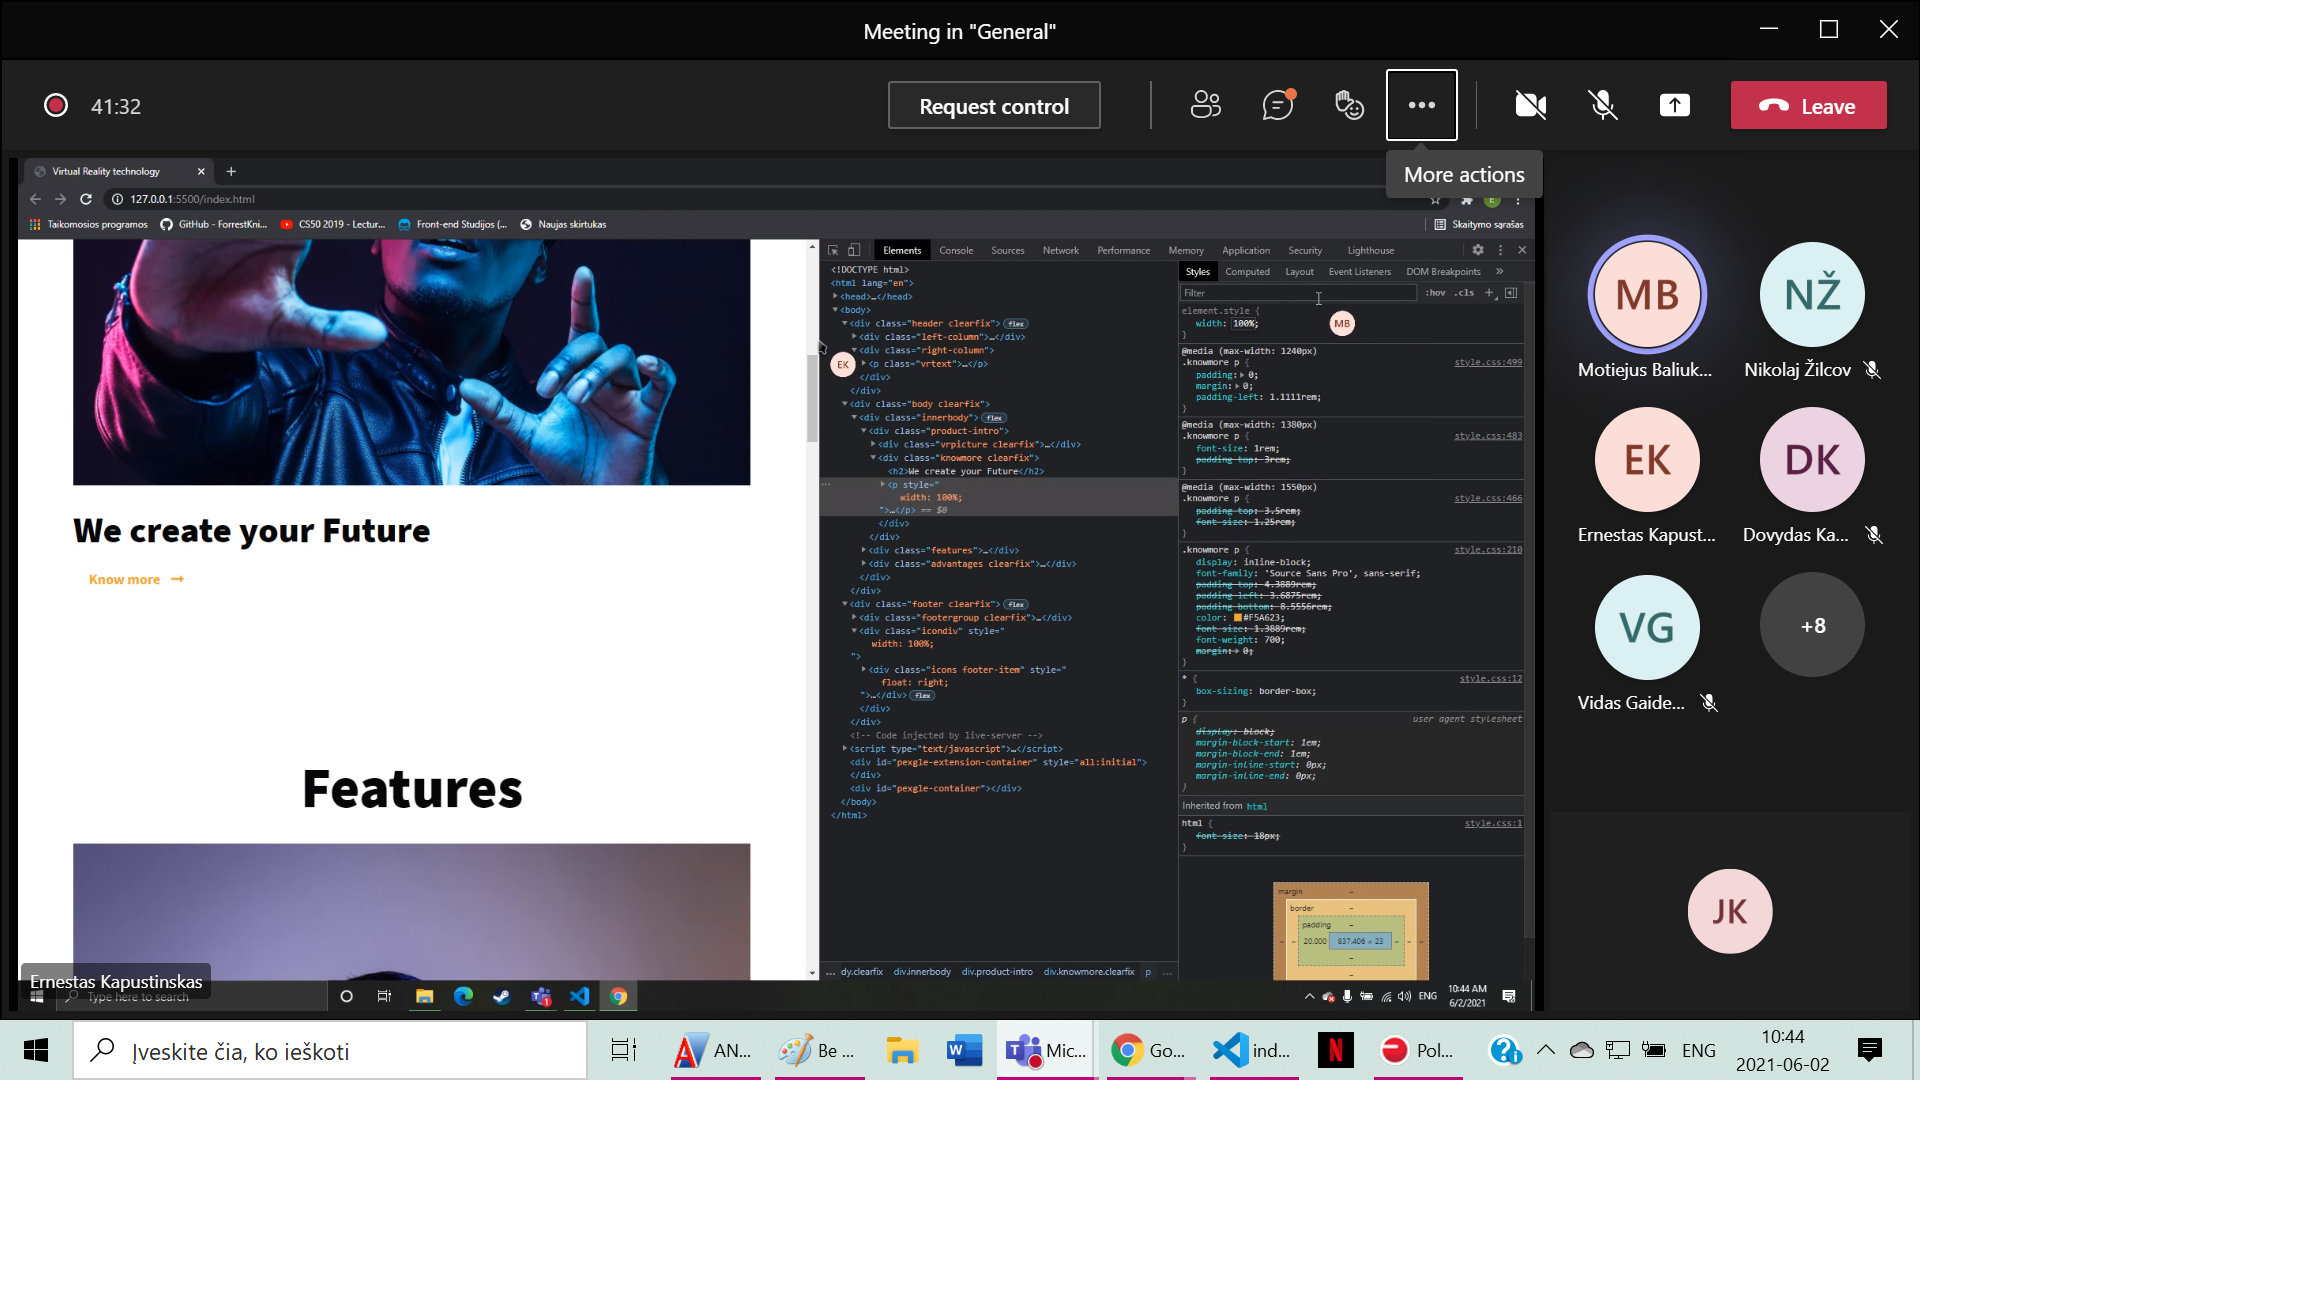 Meeting in "General"
41:32
Request control
Leave
More actions
Virtual Reality technology
127.0.0.1:5500/index.html
Taikomosios programos
GitHub - ForrestKni...
CS50 2019 - Lectur...
Front-end Studijos (...
Naujas skirtukas
Skaitymo sąrašas
We create your Future
Know more →
Features
Elements Console Sources Network Performance Memory Application Security Lighthouse
<!DOCTYPE html>
<html lang="en">
<head>…</head>
<body>
<div class="header clearfix"> flex
<div class="left-column">…</div>
<div class="right-column">
<p class="vrtext">…</p>
</div>
</div>
<div class="body clearfix">
<div class="innerbody"> flex
<div class="product-intro">
<div class="vrpicture clearfix">…</div>
<div class="knowmore clearfix">
<h2>We create your Future</h2>
<p style="
width: 100%;
">…</p> == $0
</div>
</div>
<div class="features">…</div>
<div class="advantages clearfix">…</div>
</div>
</div>
<div class="footer clearfix"> flex
<div class="footergroup clearfix">…</div>
<div class="icondiv" style="
width: 100%;
">
<div class="icons footer-item" style="
float: right;
">…</div> flex
</div>
</div>
<!-- Code injected by live-server -->
<script type="text/javascript">…</script>
<div id="pexgle-extension-container" style="all:initial">
</div>
<div id="pexgle-container"></div>
</body>
</html>
... dy.clearfix div.innerbody div.product-intro div.knowmore.clearfix p ...
Styles Computed Layout Event Listeners DOM Breakpoints »
Filter
:hov .cls +
element.style {
width: 100%;
}
@media (max-width: 1240px)
.knowmore p { style.css:499
padding: 0;
margin: 0;
padding-left: 1.1111rem;
}
@media (max-width: 1380px)
.knowmore p { style.css:483
font-size: 1rem;
padding-top: 3rem;
}
@media (max-width: 1550px)
.knowmore p { style.css:466
padding-top: 3.5rem;
font-size: 1.25rem;
}
.knowmore p { style.css:210
display: inline-block;
font-family: 'Source Sans Pro', sans-serif;
padding-top: 4.3889rem;
padding-left: 3.6875rem;
padding-bottom: 8.5556rem;
color: #F5A623;
font-size: 1.3889rem;
font-weight: 700;
margin: 0;
}
* { style.css:12
box-sizing: border-box;
}
p { user agent stylesheet
display: block;
margin-block-start: 1em;
margin-block-end: 1em;
margin-inline-start: 0px;
margin-inline-end: 0px;
}
Inherited from html
html { style.css:1
font-size: 18px;
}
margin
border
padding
20.000 837.406 × 23
EK
MB
MB
Motiejus Baliuk...
NŽ
Nikolaj Žilcov
EK
Ernestas Kapust...
DK
Dovydas Ka...
VG
Vidas Gaide...
+8
JK
Ernestas Kapustinskas
Type here to search
ENG
10:44 AM
6/2/2021
Įveskite čia, ko ieškoti
AN...
Be ...
Mic...
Go...
ind...
Pol...
ENG
10:44
2021-06-02